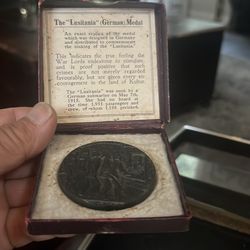 The "Lusitania" (German) Medal
An exact replica of the medal
which was designed in Germany
and distributed to commemorate
the sinking of the "Lusitania."
This indicates the true feeling the
War Lords endeavour to stimulate,
and is proof positive that such
crimes are not merely regarded
favourably, but are given every en-
couragement in the land of Kultur.
The "Lusitania" was sunk by a
German submarine on May 7th,
1915. She had on board at
the time 1,951 passengers and
crew, of whom 1,198 perished.